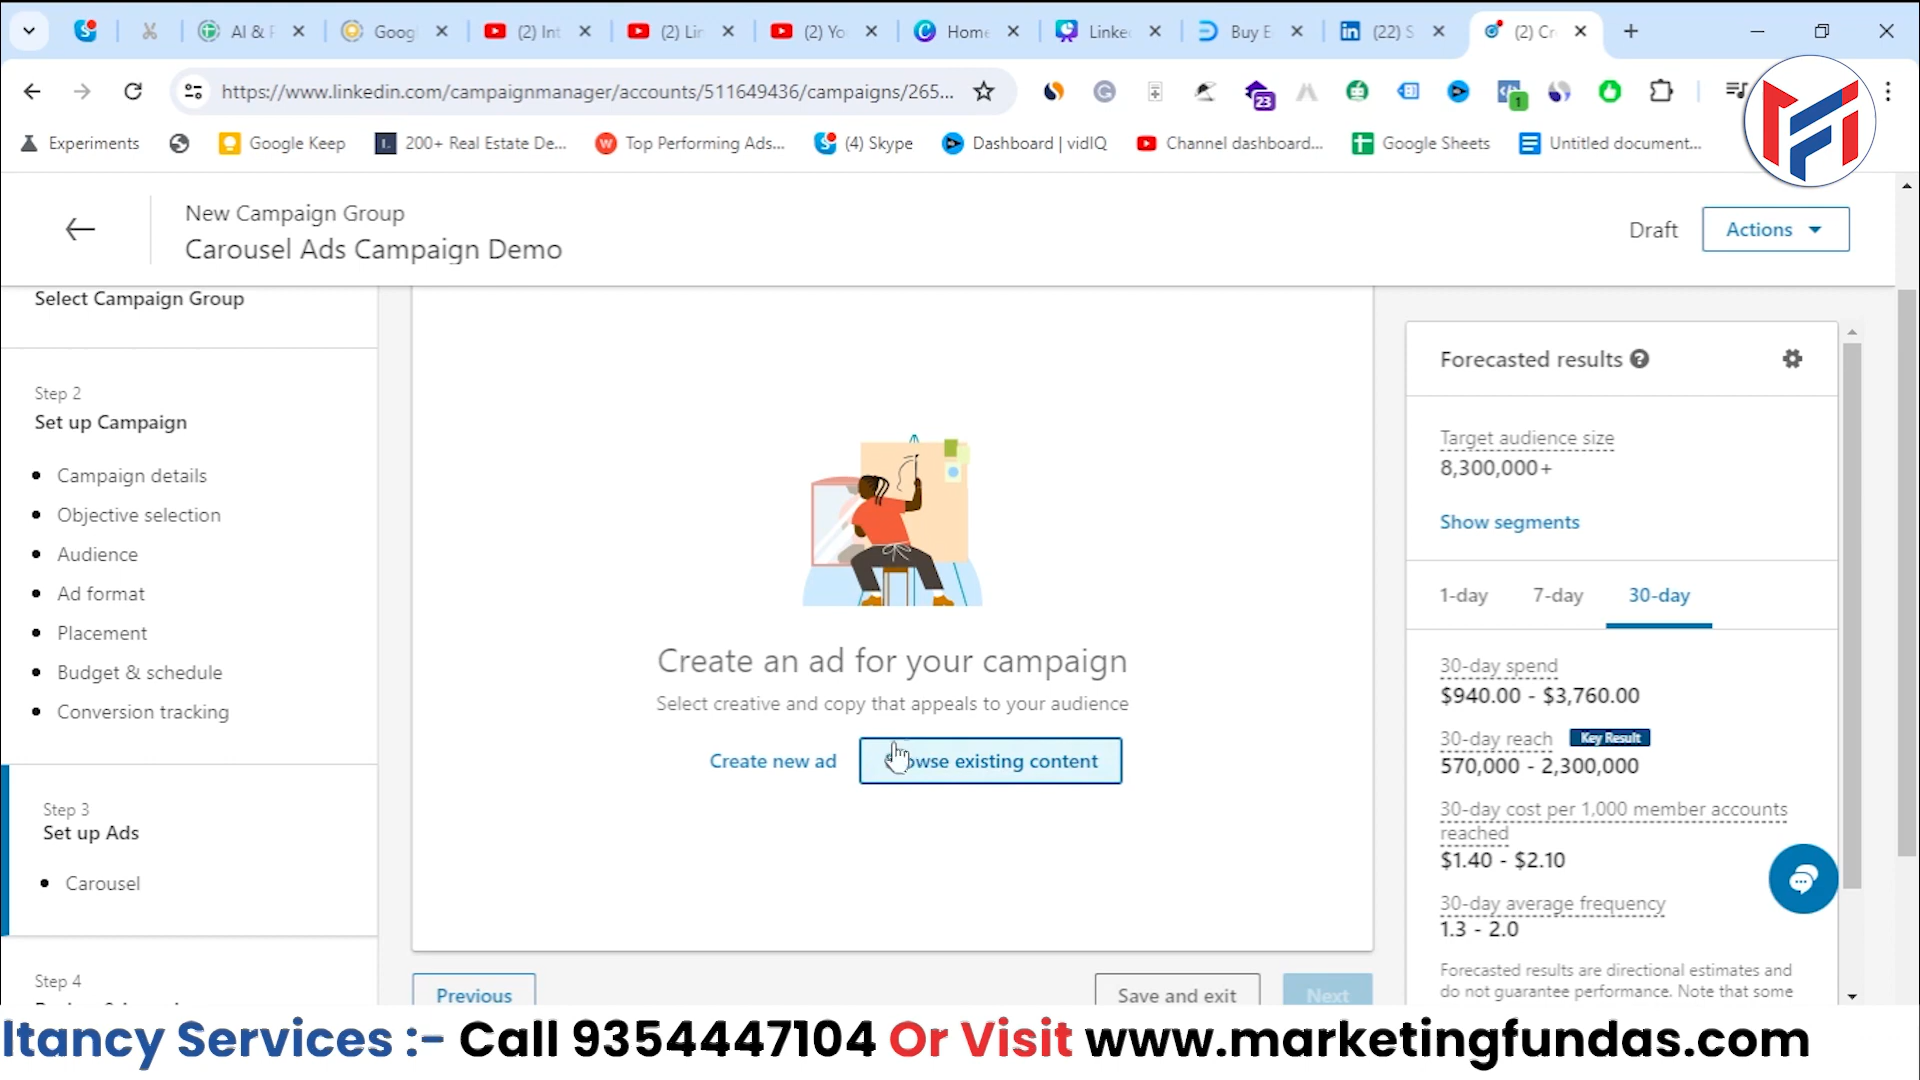 AI & F
Goog
(2) Int
(2) Lin
(2) Yo
Home
Linke
Buy E
(22) S
(2) Cr
https://www.linkedin.com/campaignmanager/accounts/511649436/campaigns/265...
23
1
Experiments
Google Keep
200+ Real Estate De...
Top Performing Ads...
(4) Skype
Dashboard | vidIQ
Channel dashboard...
Google Sheets
Untitled document...
New Campaign Group
Carousel Ads Campaign Demo
Draft
Actions
Select Campaign Group
Step 2
Set up Campaign
Campaign details
Objective selection
Audience
Ad format
Placement
Budget & schedule
Conversion tracking
Step 3
Set up Ads
Carousel
Step 4
Create an ad for your campaign
Select creative and copy that appeals to your audience
Create new ad
owse existing content
Previous
Save and exit
Next
Forecasted results
Target audience size
8,300,000+
Show segments
1-day 7-day 30-day
30-day spend
$940.00 - $3,760.00
30-day reach Key Result
570,000 - 2,300,000
30-day cost per 1,000 member accounts
reached
$1.40 - $2.10
30-day average frequency
1.3 - 2.0
Forecasted results are directional estimates and
do not guarantee performance. Note that some
ltancy Services :- Call 9354447104 Or Visit www.marketingfundas.com